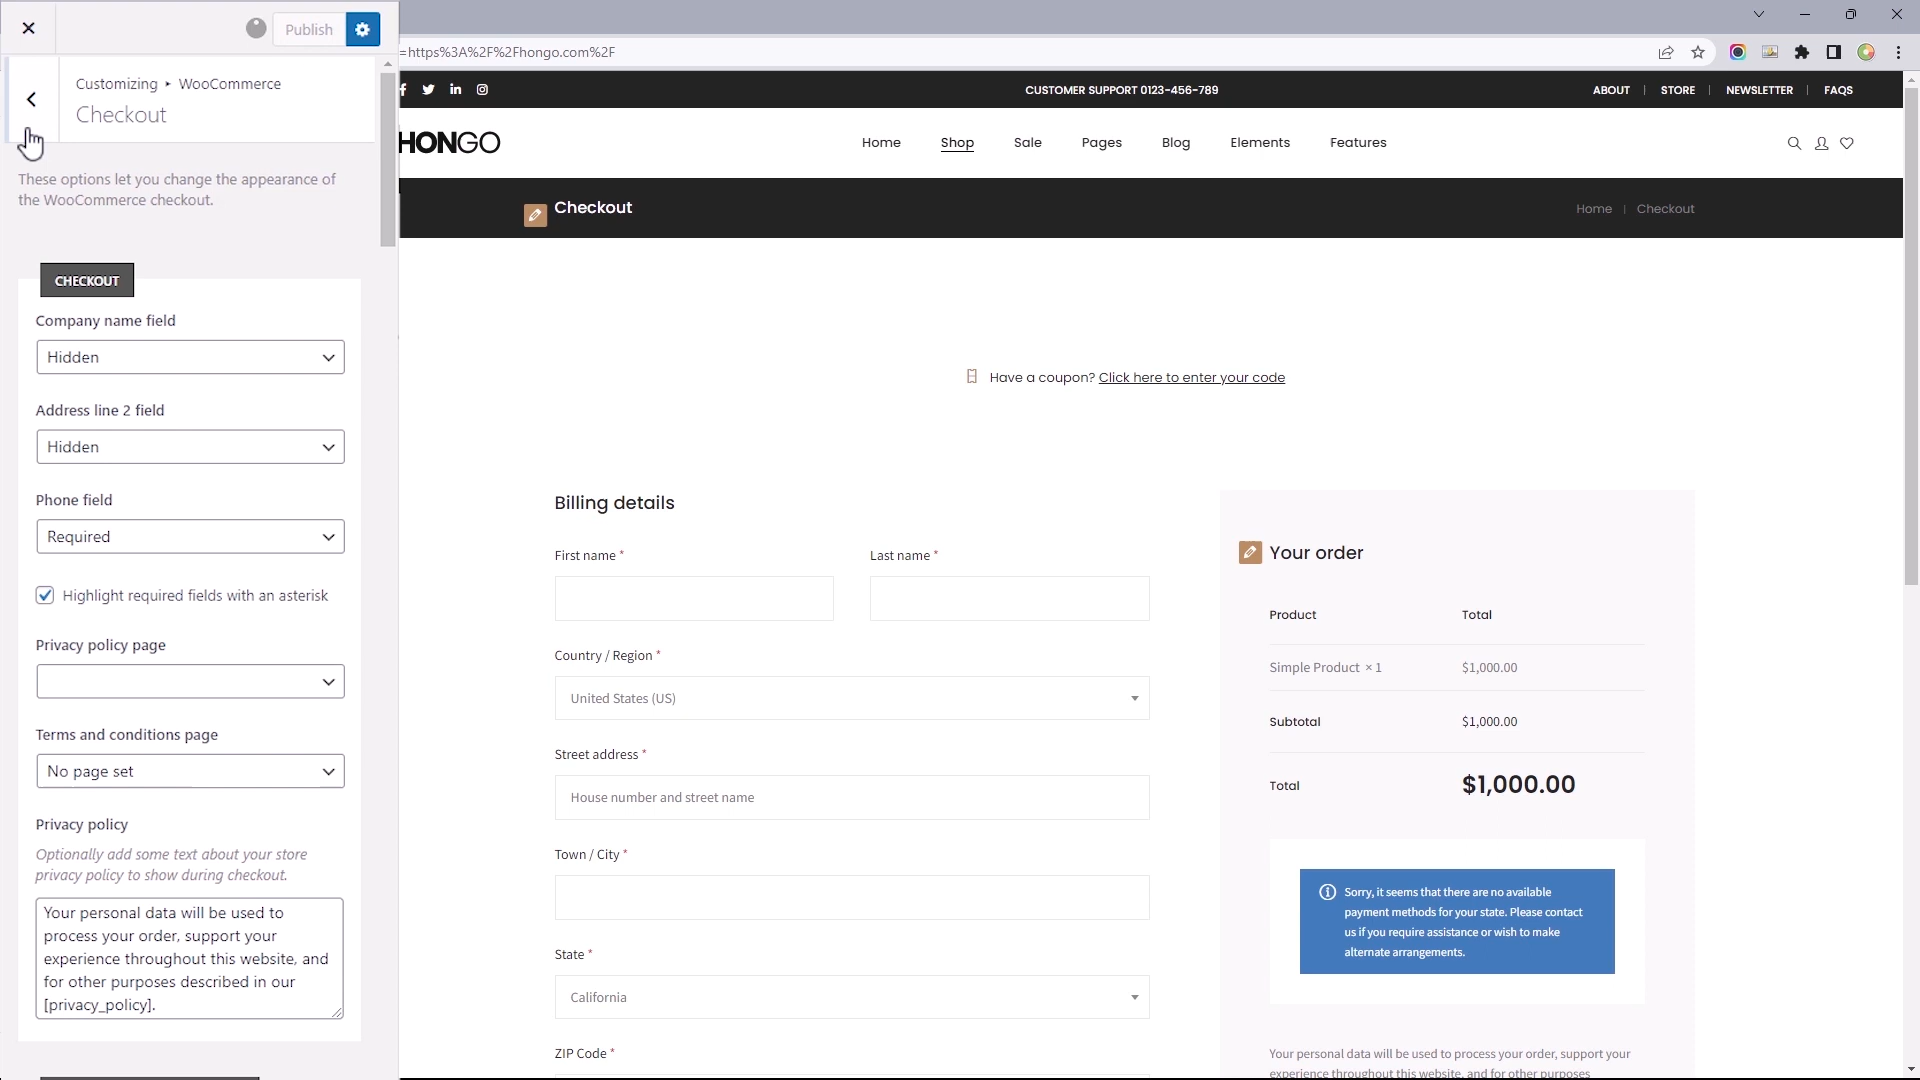 Publish
=https%3A%2F%2Fhongo.com%2F
Customizing ▸ WooCommerce
Checkout
These options let you change the appearance of
the WooCommerce checkout.
CHECKOUT
Company name field
Hidden
Address line 2 field
Hidden
Phone field
Required
Highlight required fields with an asterisk
Privacy policy page
Terms and conditions page
No page set
Privacy policy
Optionally add some text about your store
privacy policy to show during checkout.
Your personal data will be used to
process your order, support your
experience throughout this website, and
for other purposes described in our
[privacy_policy].
CUSTOMER SUPPORT 0123-456-789
ABOUT | STORE | NEWSLETTER | FAQS
HONGO
Home Shop Sale Pages Blog Elements Features
Checkout
Home | Checkout
Have a coupon? Click here to enter your code
Billing details
First name * Last name *
Country / Region *
United States (US)
Street address *
House number and street name
Town / City *
State *
California
ZIP Code *
Your order
Product Total
Simple Product × 1 $1,000.00
Subtotal $1,000.00
Total $1,000.00
Sorry, it seems that there are no available
payment methods for your state. Please contact
us if you require assistance or wish to make
alternate arrangements.
Your personal data will be used to process your order, support your
experience throughout this website, and for other purposes